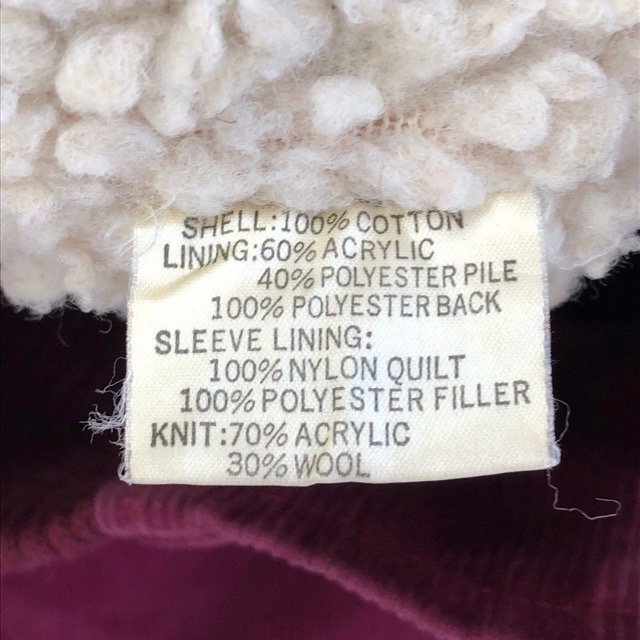 SHELL:100% COTTON
LINING:60% ACRYLIC
40% POLYESTER PILE
100% POLYESTER BACK
SLEEVE LINING:
100% NYLON QUILT
100% POLYESTER FILLER
KNIT:70% ACRYLIC
30% WOOL